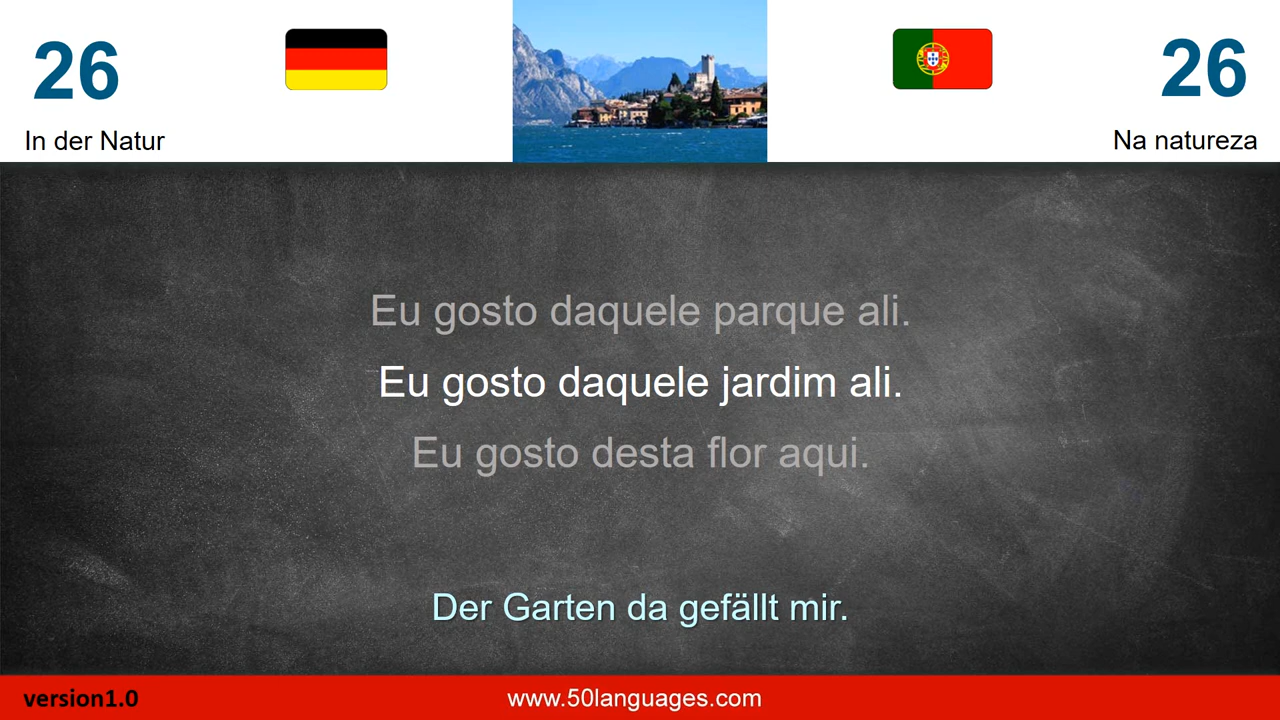 26
26
In der Natur
Na natureza
Eu gosto daquele parque ali.
Eu gosto daquele jardim ali.
Eu gosto desta flor aqui.
Der Garten da gefällt mir.
version1.0
www.50languages.com